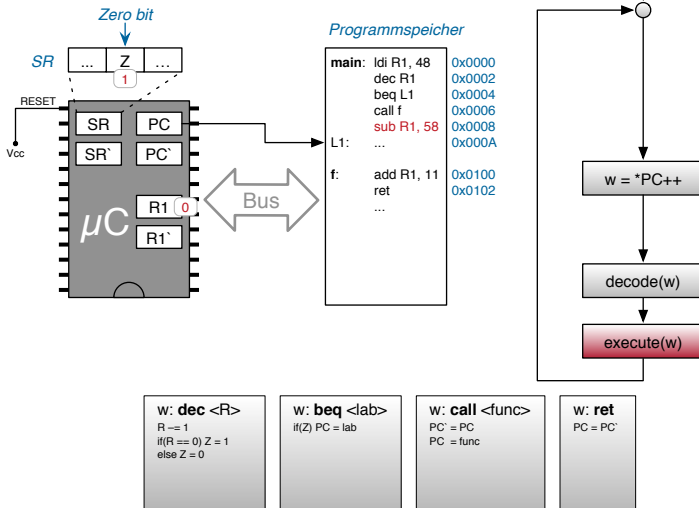 Zero bit
Programmspeicher
SR ... Z ...
1
RESET
Vcc
SR PC
SR` PC`
µC
R1 0
R1`
Bus
main: ldi R1, 48 0x0000
dec R1 0x0002
beq L1 0x0004
call f 0x0006
sub R1, 58 0x0008
L1: ... 0x000A
f: add R1, 11 0x0100
ret 0x0102
...
w = *PC++
decode(w)
execute(w)
w: dec <R>
R −= 1
if(R == 0) Z = 1
else Z = 0
w: beq <lab>
if(Z) PC = lab
w: call <func>
PC` = PC
PC = func
w: ret
PC = PC`